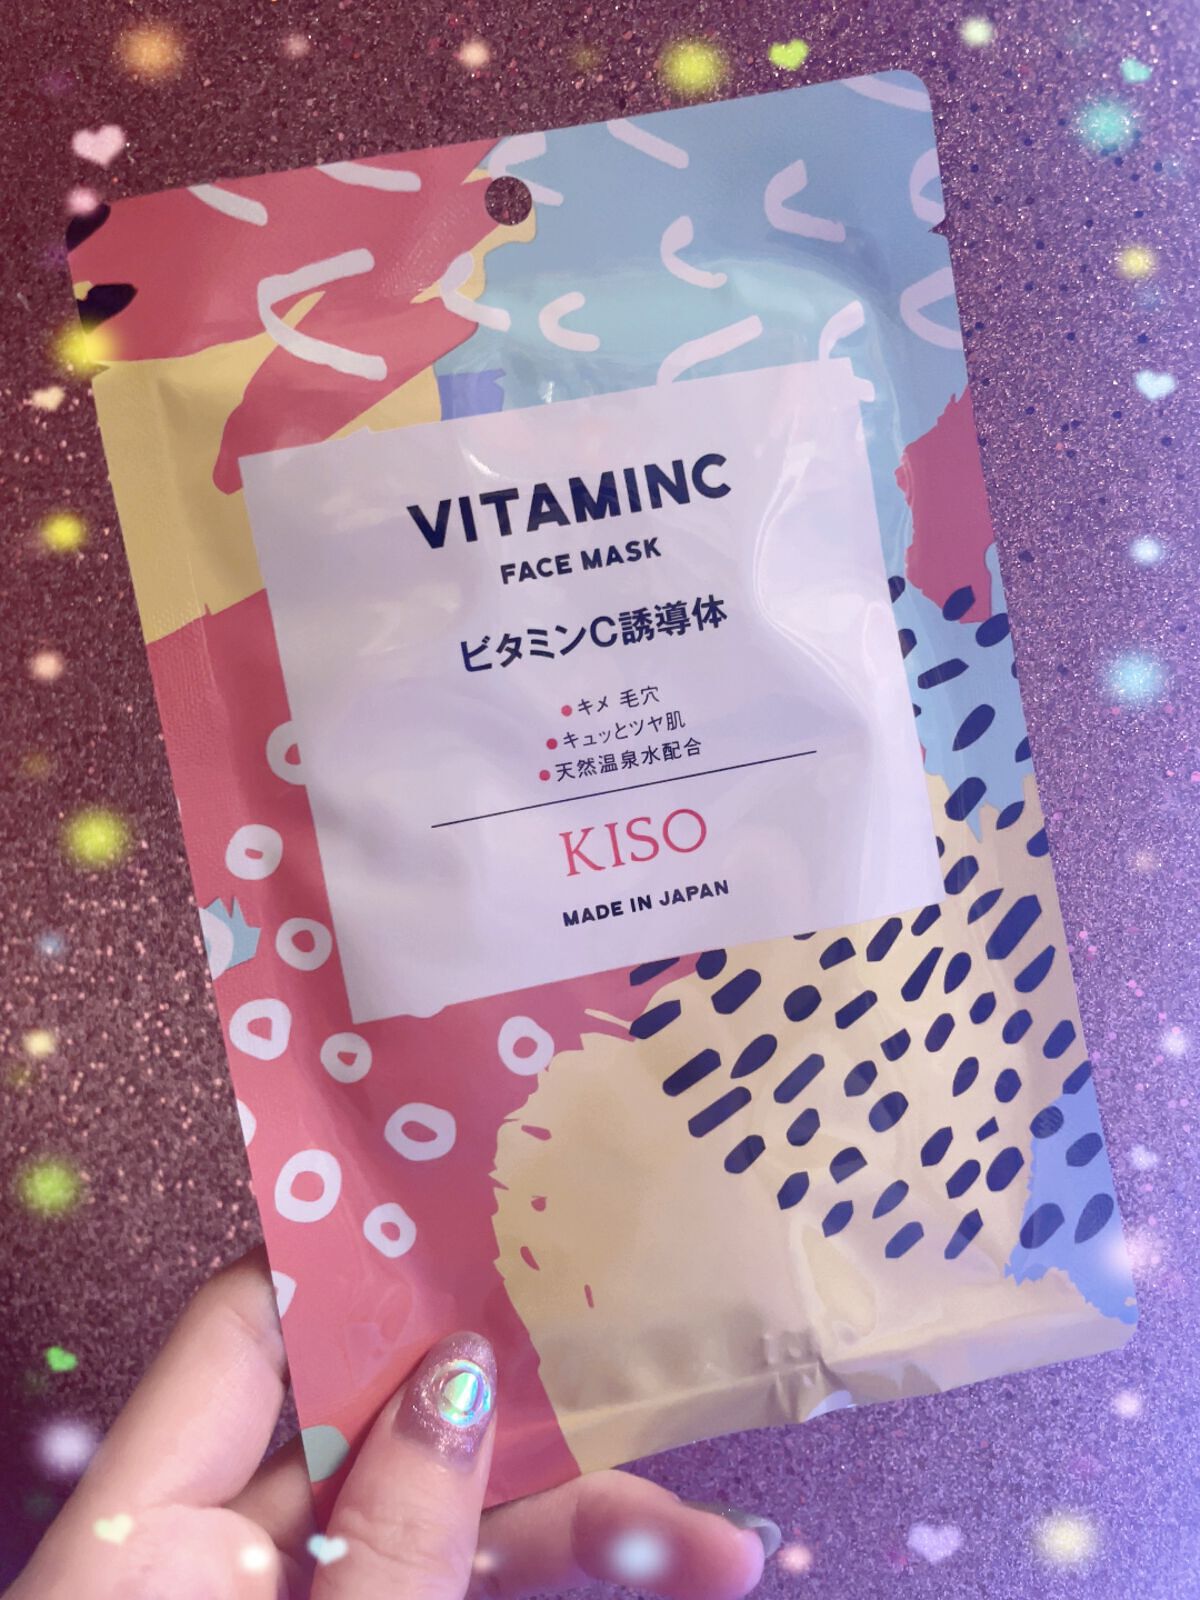 VITAMINC
FACE MASK
ビタミンC誘導体
●キメ 毛穴
●キュッとツヤ肌
●天然温泉水配合
KISO
MADE IN JAPAN